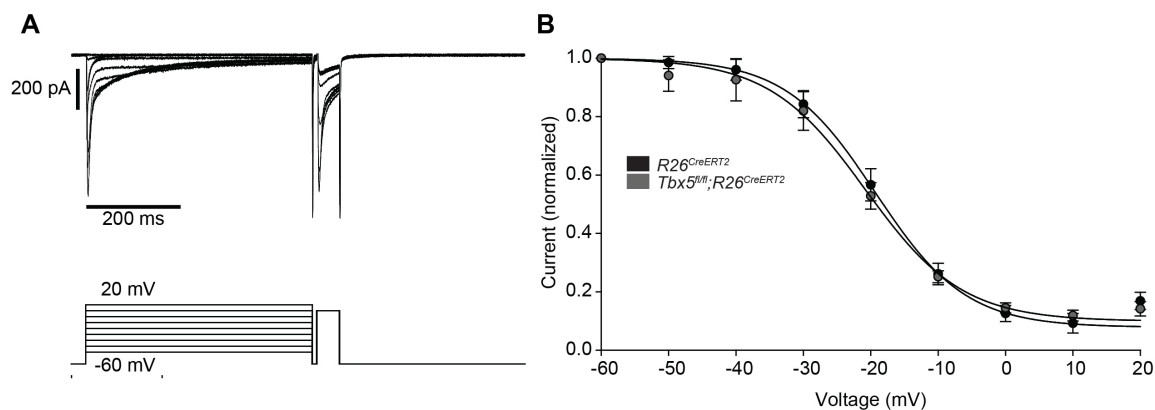 A
200 pA
200 ms
20 mV
-60 mV
B
Current (normalized)
1.0
0.8
0.6
0.4
0.2
0.0
R26CreERT2
Tbx5fl/fl;R26CreERT2
-60 -50 -40 -30 -20 -10 0 10 20
Voltage (mV)